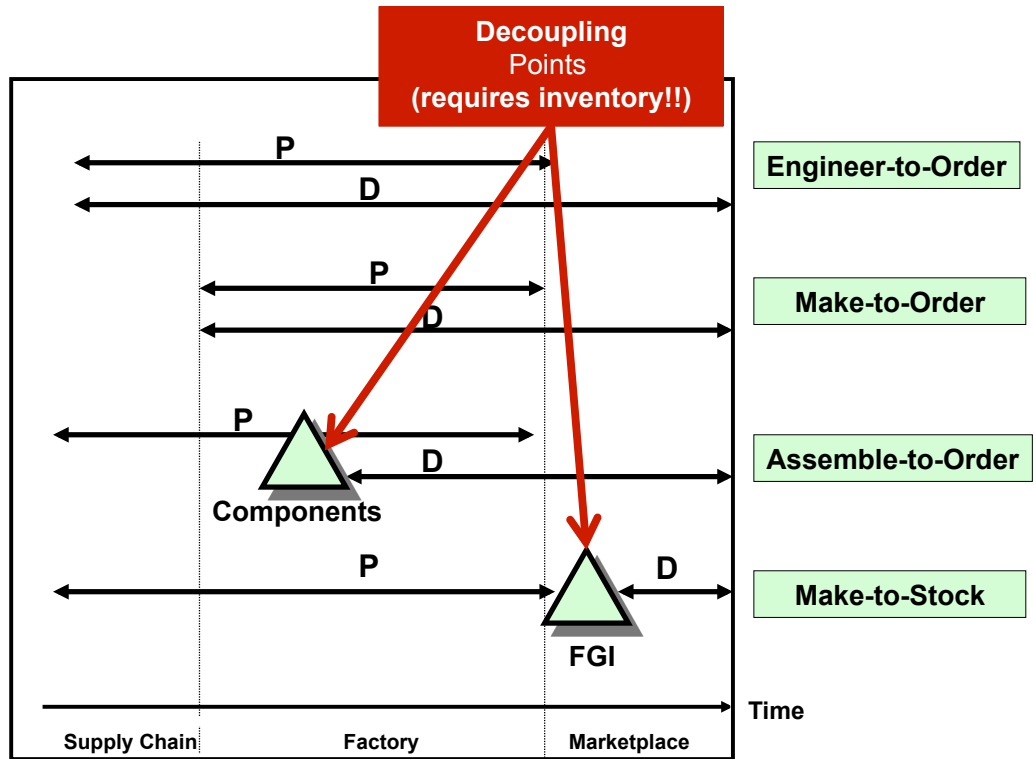 Decoupling
Points
(requires inventory!!)
P
Engineer-to-Order
D
P
Make-to-Order
D
P
D
Assemble-to-Order
Components
P
D
Make-to-Stock
FGI
Time
Supply Chain
Factory
Marketplace